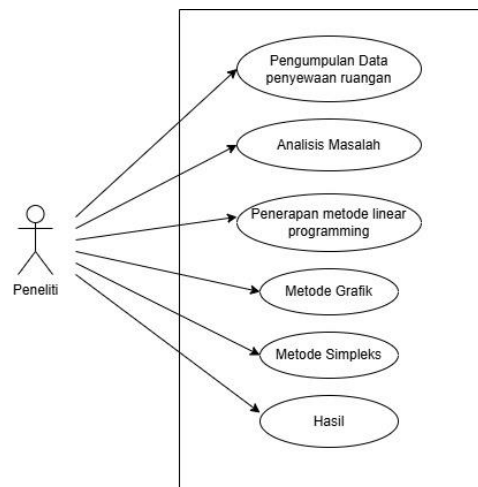 Pengumpulan Data
penyewaan ruangan
Analisis Masalah
Penerapan metode linear
programming
Peneliti
Metode Grafik
Metode Simpleks
Hasil